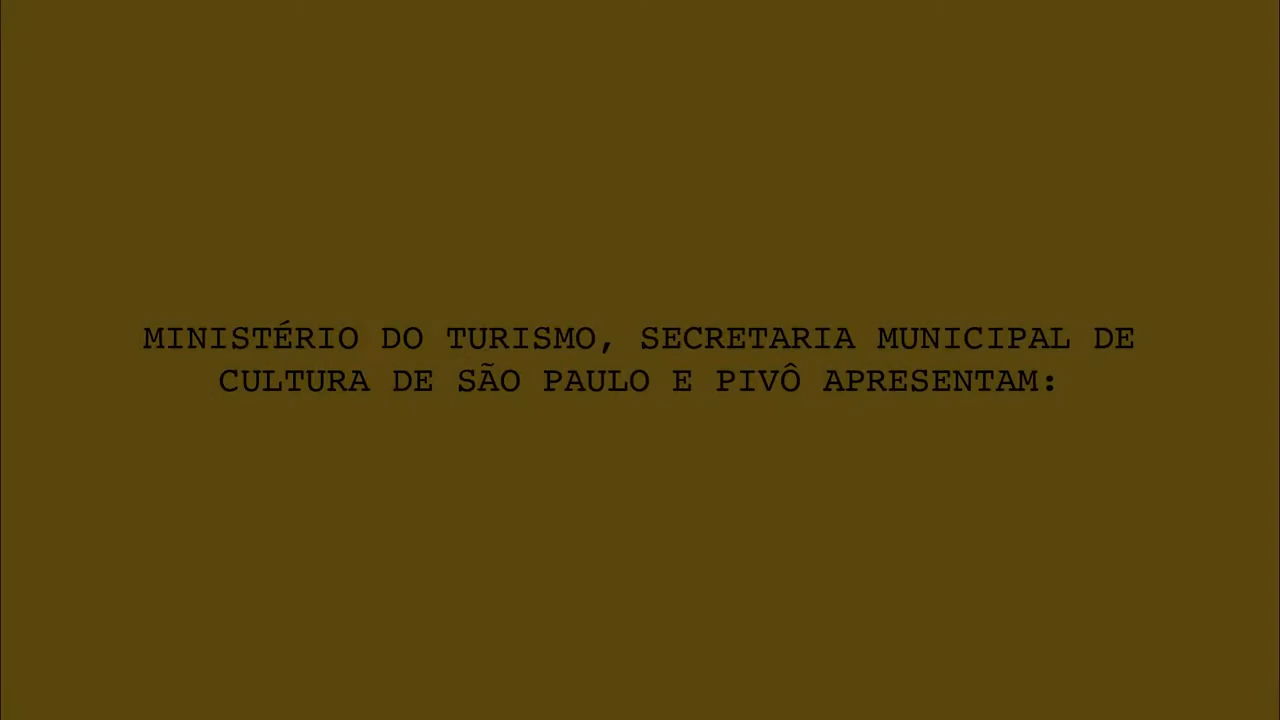 MINISTÉRIO DO TURISMO, SECRETARIA MUNICIPAL DE
CULTURA DE SÃO PAULO E PIVÔ APRESENTAM: